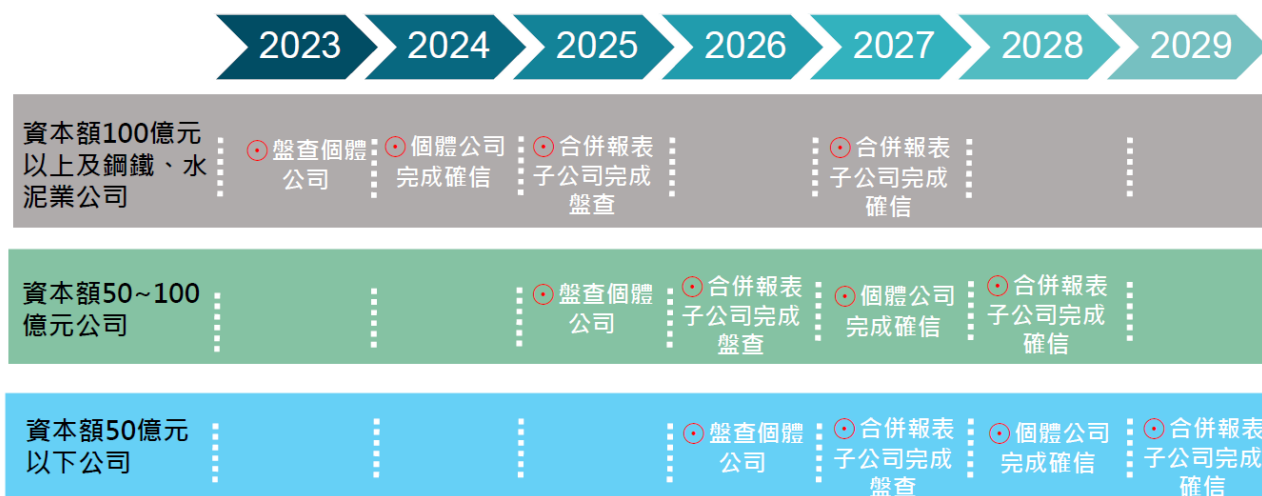 2023 2024 2025 2026 2027 2028 2029
資本額100億元
以上及鋼鐵、水
泥業公司
⊙盤查個體
公司
⊙個體公司
完成確信
⊙合併報表
子公司完成
盤查
⊙合併報表
子公司完成
確信
資本額50~100
億元公司
⊙盤查個體
公司
⊙合併報表
子公司完成
盤查
⊙個體公司
完成確信
⊙合併報表
子公司完成
確信
資本額50億元
以下公司
⊙盤查個體
公司
⊙合併報表
子公司完成
盤查
⊙個體公司
完成確信
⊙合併報表
子公司完成
確信